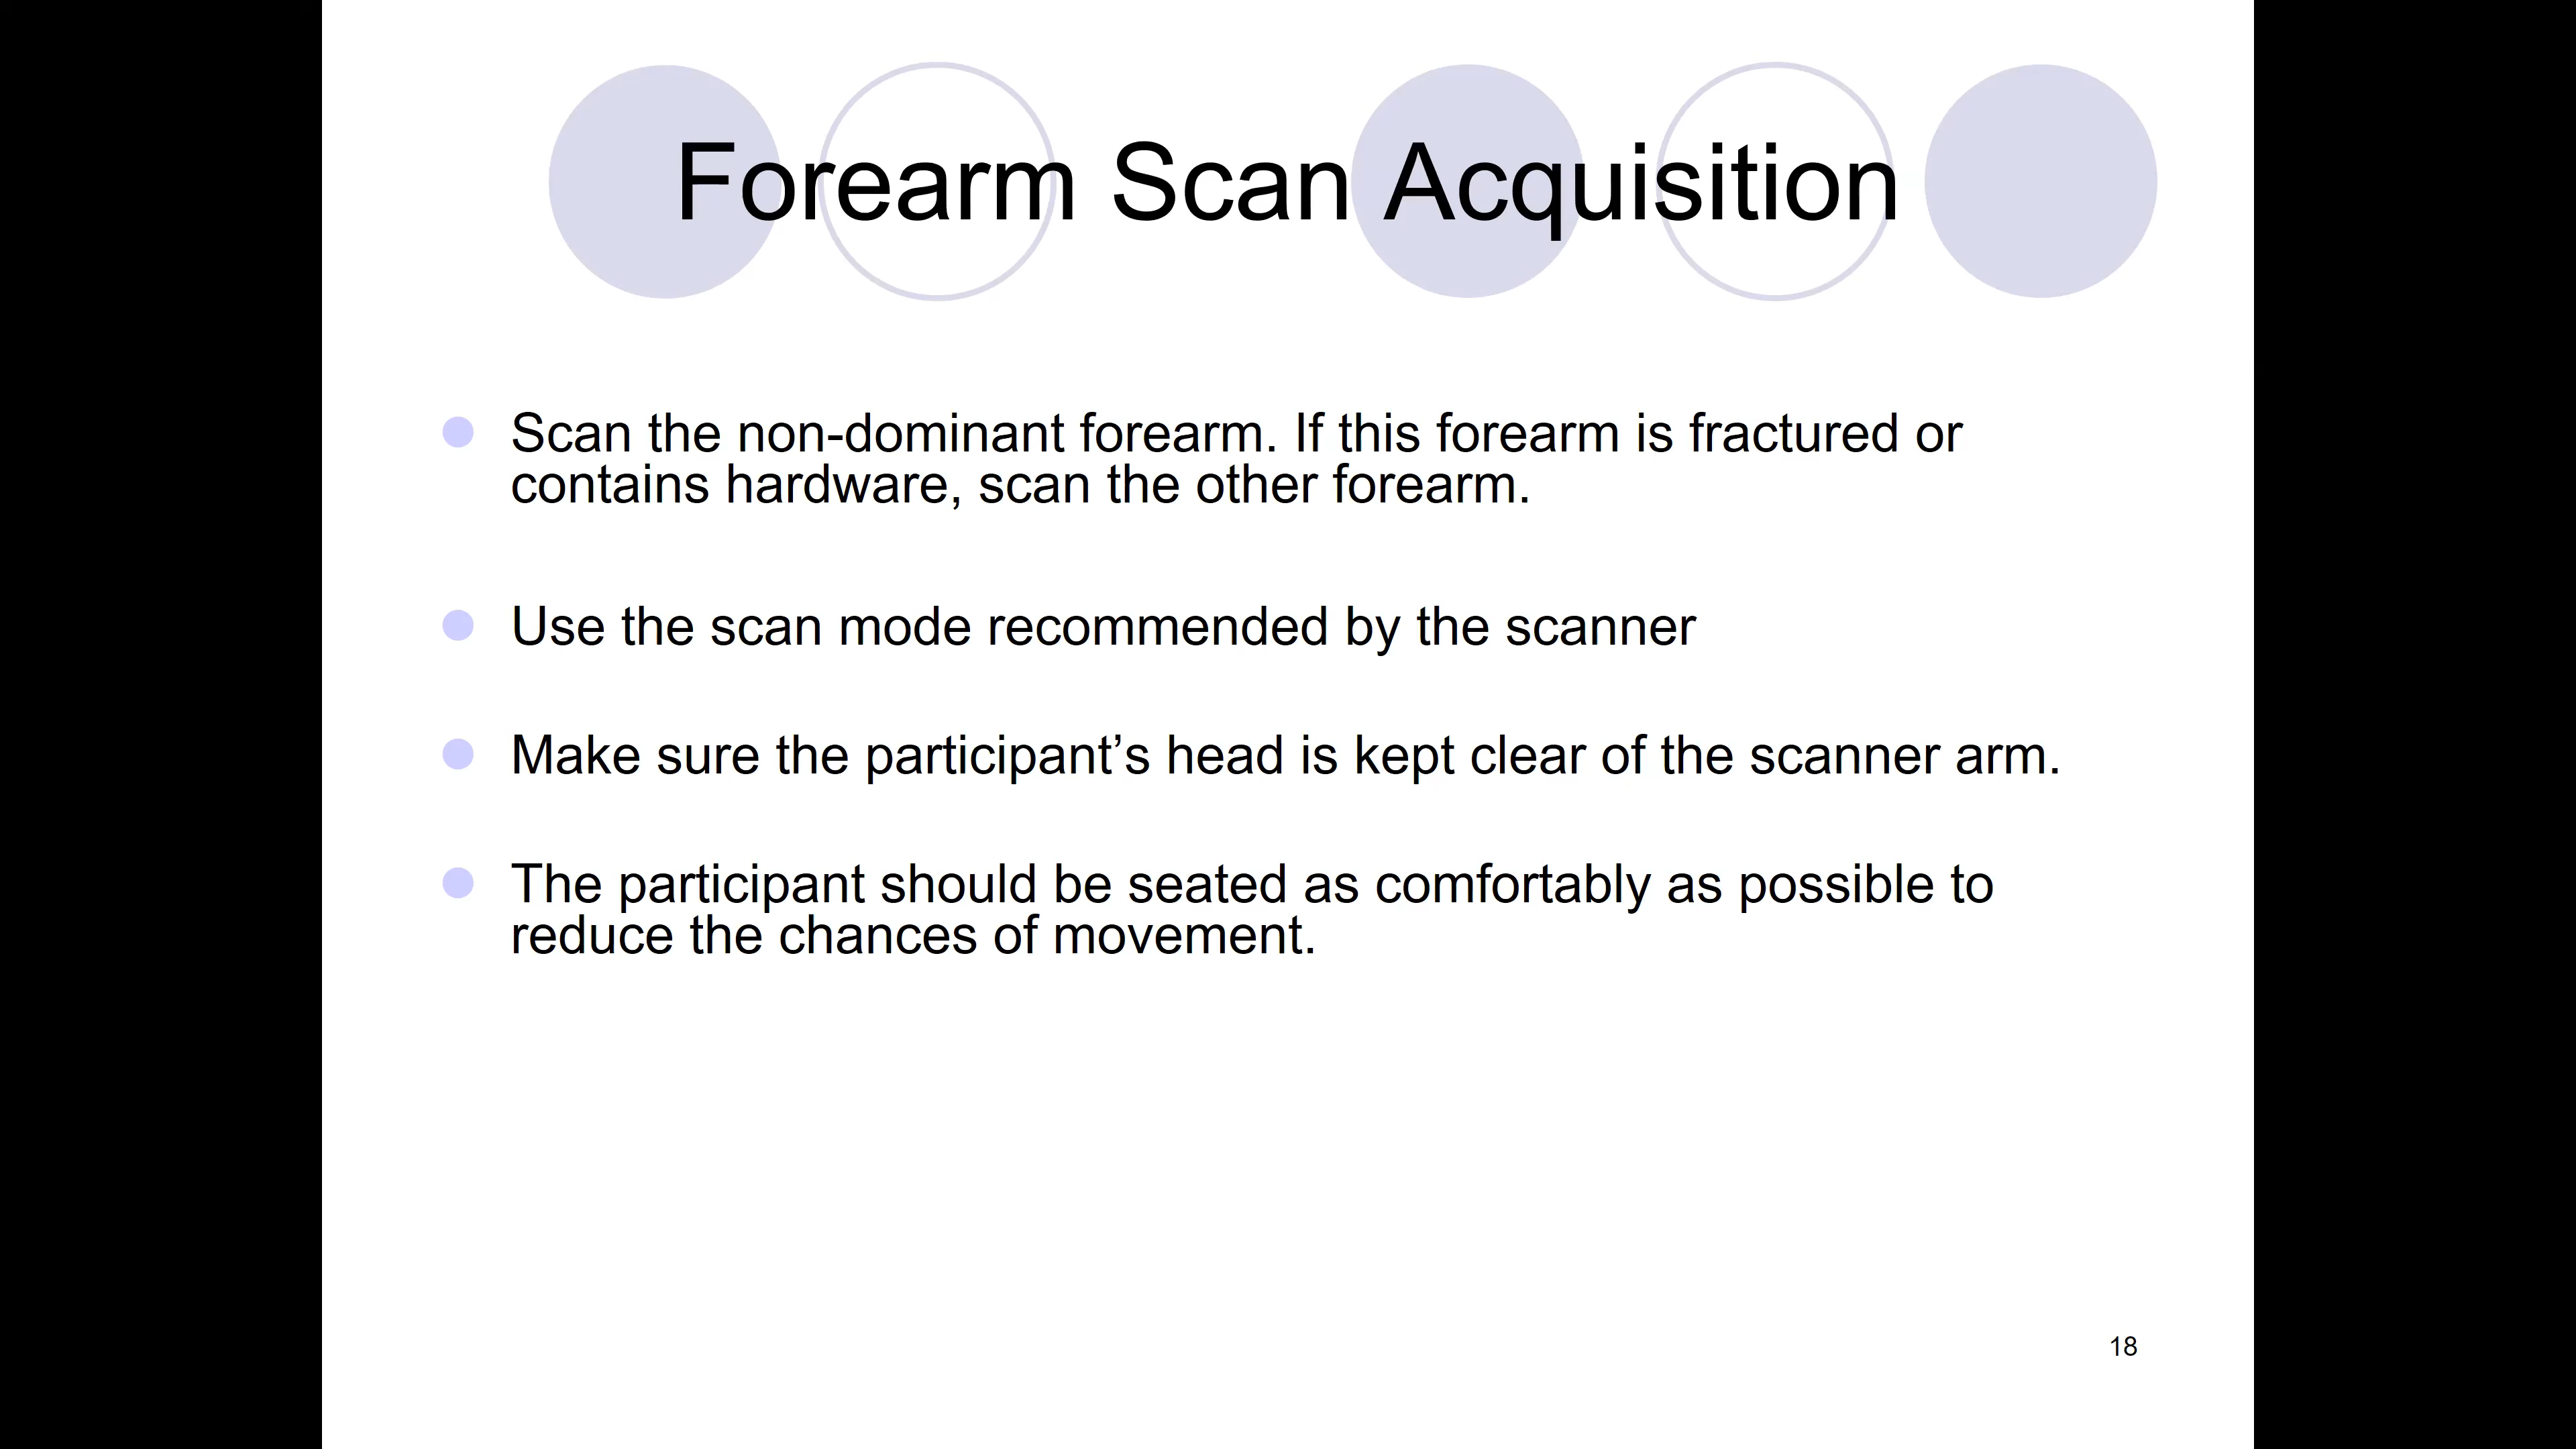 Forearm Scan Acquisition
Scan the non-dominant forearm. If this forearm is fractured or
contains hardware, scan the other forearm.
Use the scan mode recommended by the scanner
Make sure the participant’s head is kept clear of the scanner arm.
The participant should be seated as comfortably as possible to
reduce the chances of movement.
18